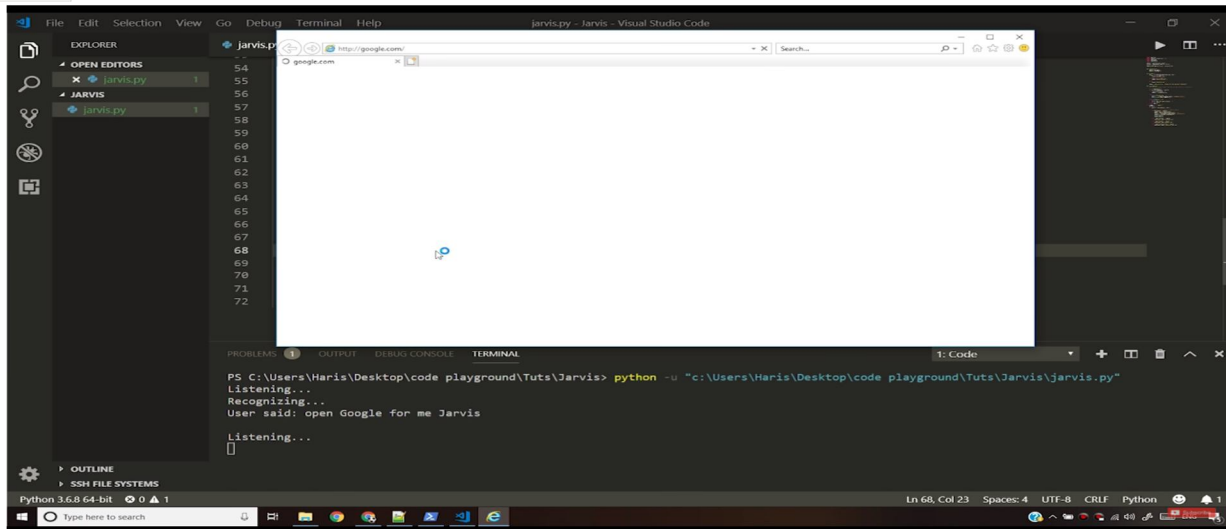 File Edit Selection View Go Debug Terminal Help
jarvis.py - Jarvis - Visual Studio Code
EXPLORER
OPEN EDITORS
jarvis.py 1
JARVIS
jarvis.py 1
jarvis.p
http://google.com/
Search...
google.com
54
55
56
57
58
59
60
61
62
63
64
65
66
67
68
69
70
71
72
PROBLEMS 1 OUTPUT DEBUG CONSOLE TERMINAL
1: Code
PS C:\Users\Haris\Desktop\code playground\Tuts\Jarvis> python -u "c:\Users\Haris\Desktop\code playground\Tuts\Jarvis\jarvis.py"
Listening...
Recognizing...
User said: open Google for me Jarvis
Listening...
OUTLINE
SSH FILE SYSTEMS
Python 3.6.8 64-bit 0 1
Ln 68, Col 23 Spaces: 4 UTF-8 CRLF Python 1
Type here to search